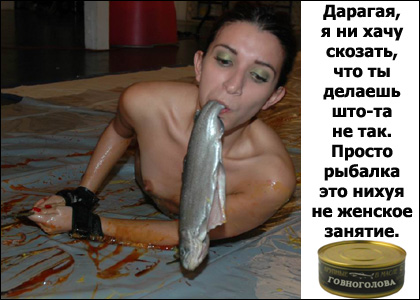 Дарагая,
я ни хачу
скозать,
что ты
делаешь
што-та
не так.
Просто
рыбалка
это нихуя
не женское
занятие.
ГОВНОГОЛОВА